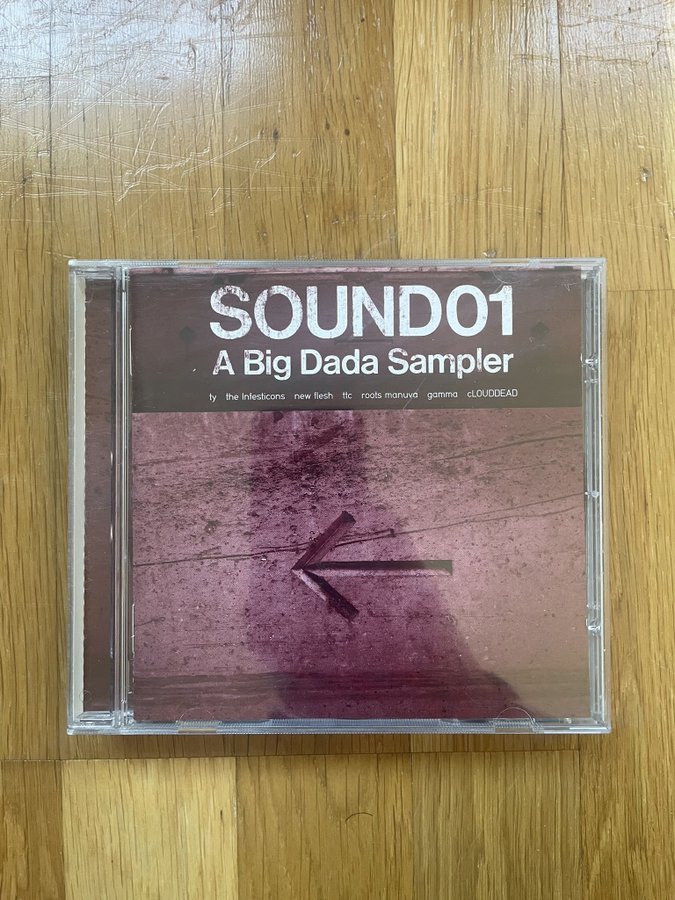 SOUND01
A Big Dada Sampler
ty the Infesticons new flesh ttc roots manuva gamma cLOUDDEAD